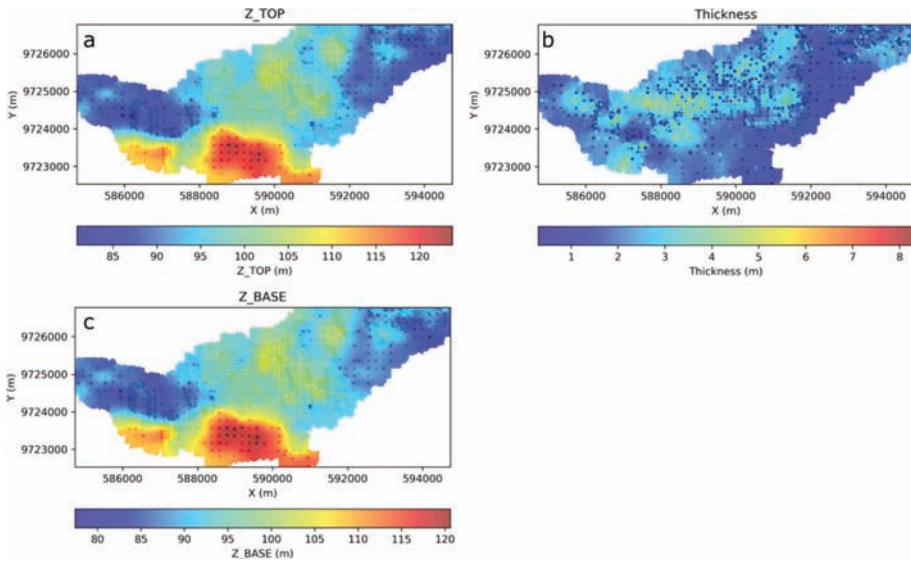 Z_TOP
a
9726000
9725000
9724000
9723000
Y (m)
586000 588000 590000 592000 594000
X (m)
85 90 95 100 105 110 115 120
Z_TOP (m)
Thickness
b
9726000
9725000
9724000
9723000
Y (m)
586000 588000 590000 592000 594000
X (m)
1 2 3 4 5 6 7 8
Thickness (m)
Z_BASE
c
9726000
9725000
9724000
9723000
Y (m)
586000 588000 590000 592000 594000
X (m)
80 85 90 95 100 105 110 115 120
Z_BASE (m)